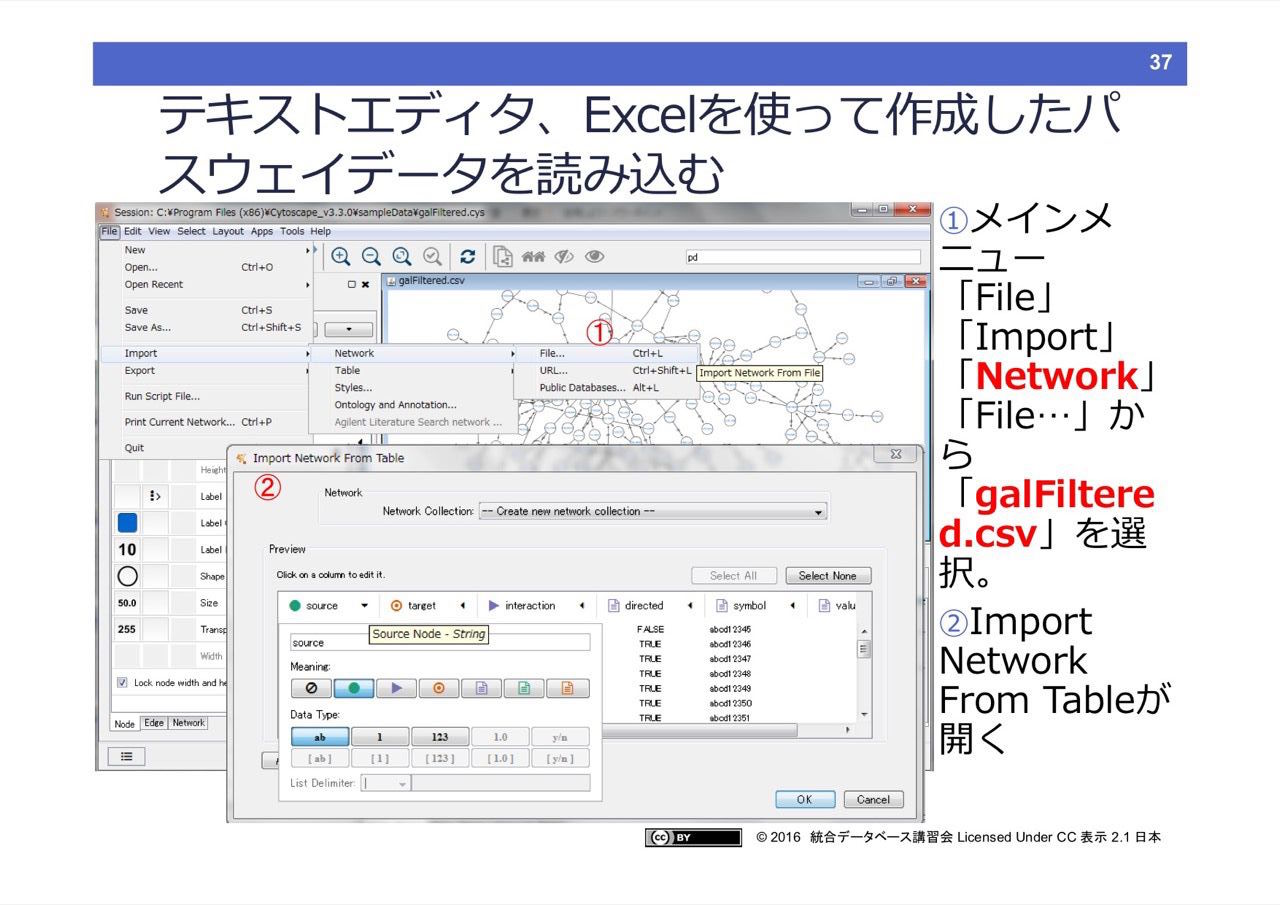 37
テキストエディタ、Excelを使って作成したパ
スウェイデータを読み込む
Session: C:¥Program Files (x86)¥Cytoscape_v3.3.0¥sampleData¥galFiltered.cys
File Edit View Select Layout Apps Tools Help
New
Open... Ctrl+O
Open Recent
Save Ctrl+S
Save As... Ctrl+Shift+S
Import
Export
Run Script File...
Print Current Network... Ctrl+P
Quit
pd
galFiltered.csv
①
Network
Table
Styles...
Ontology and Annotation...
Agilent Literature Search network ...
File... Ctrl+L
URL... Ctrl+Shift+L
Public Databases... Alt+L
Import Network From File
Height
Label
Label
10 Label
Shape
50.0 Size
255 Transp
Width
Lock node width and he
Node Edge Network
Import Network From Table
②
Network
Network Collection: -- Create new network collection --
Preview
Click on a column to edit it.
Select All Select None
source target interaction directed symbol valu
Source Node - String
source
Meaning:
Data Type:
ab 1 123 1.0 y/n
[ ab ] [ 1 ] [ 123 ] [ 1.0 ] [ y/n ]
List Delimiter: |
FALSE abcd12345
TRUE abcd12346
TRUE abcd12347
TRUE abcd12348
TRUE abcd12349
TRUE abcd12350
TRUE abcd12351
OK Cancel
①メインメ
ニュー
「File」
「Import」
「Network」
「File…」か
ら
「galFiltere
d.csv」を選
択。
②Import
Network
From Tableが
開く
cc BY
© 2016 統合データベース講習会 Licensed Under CC 表示 2.1 日本